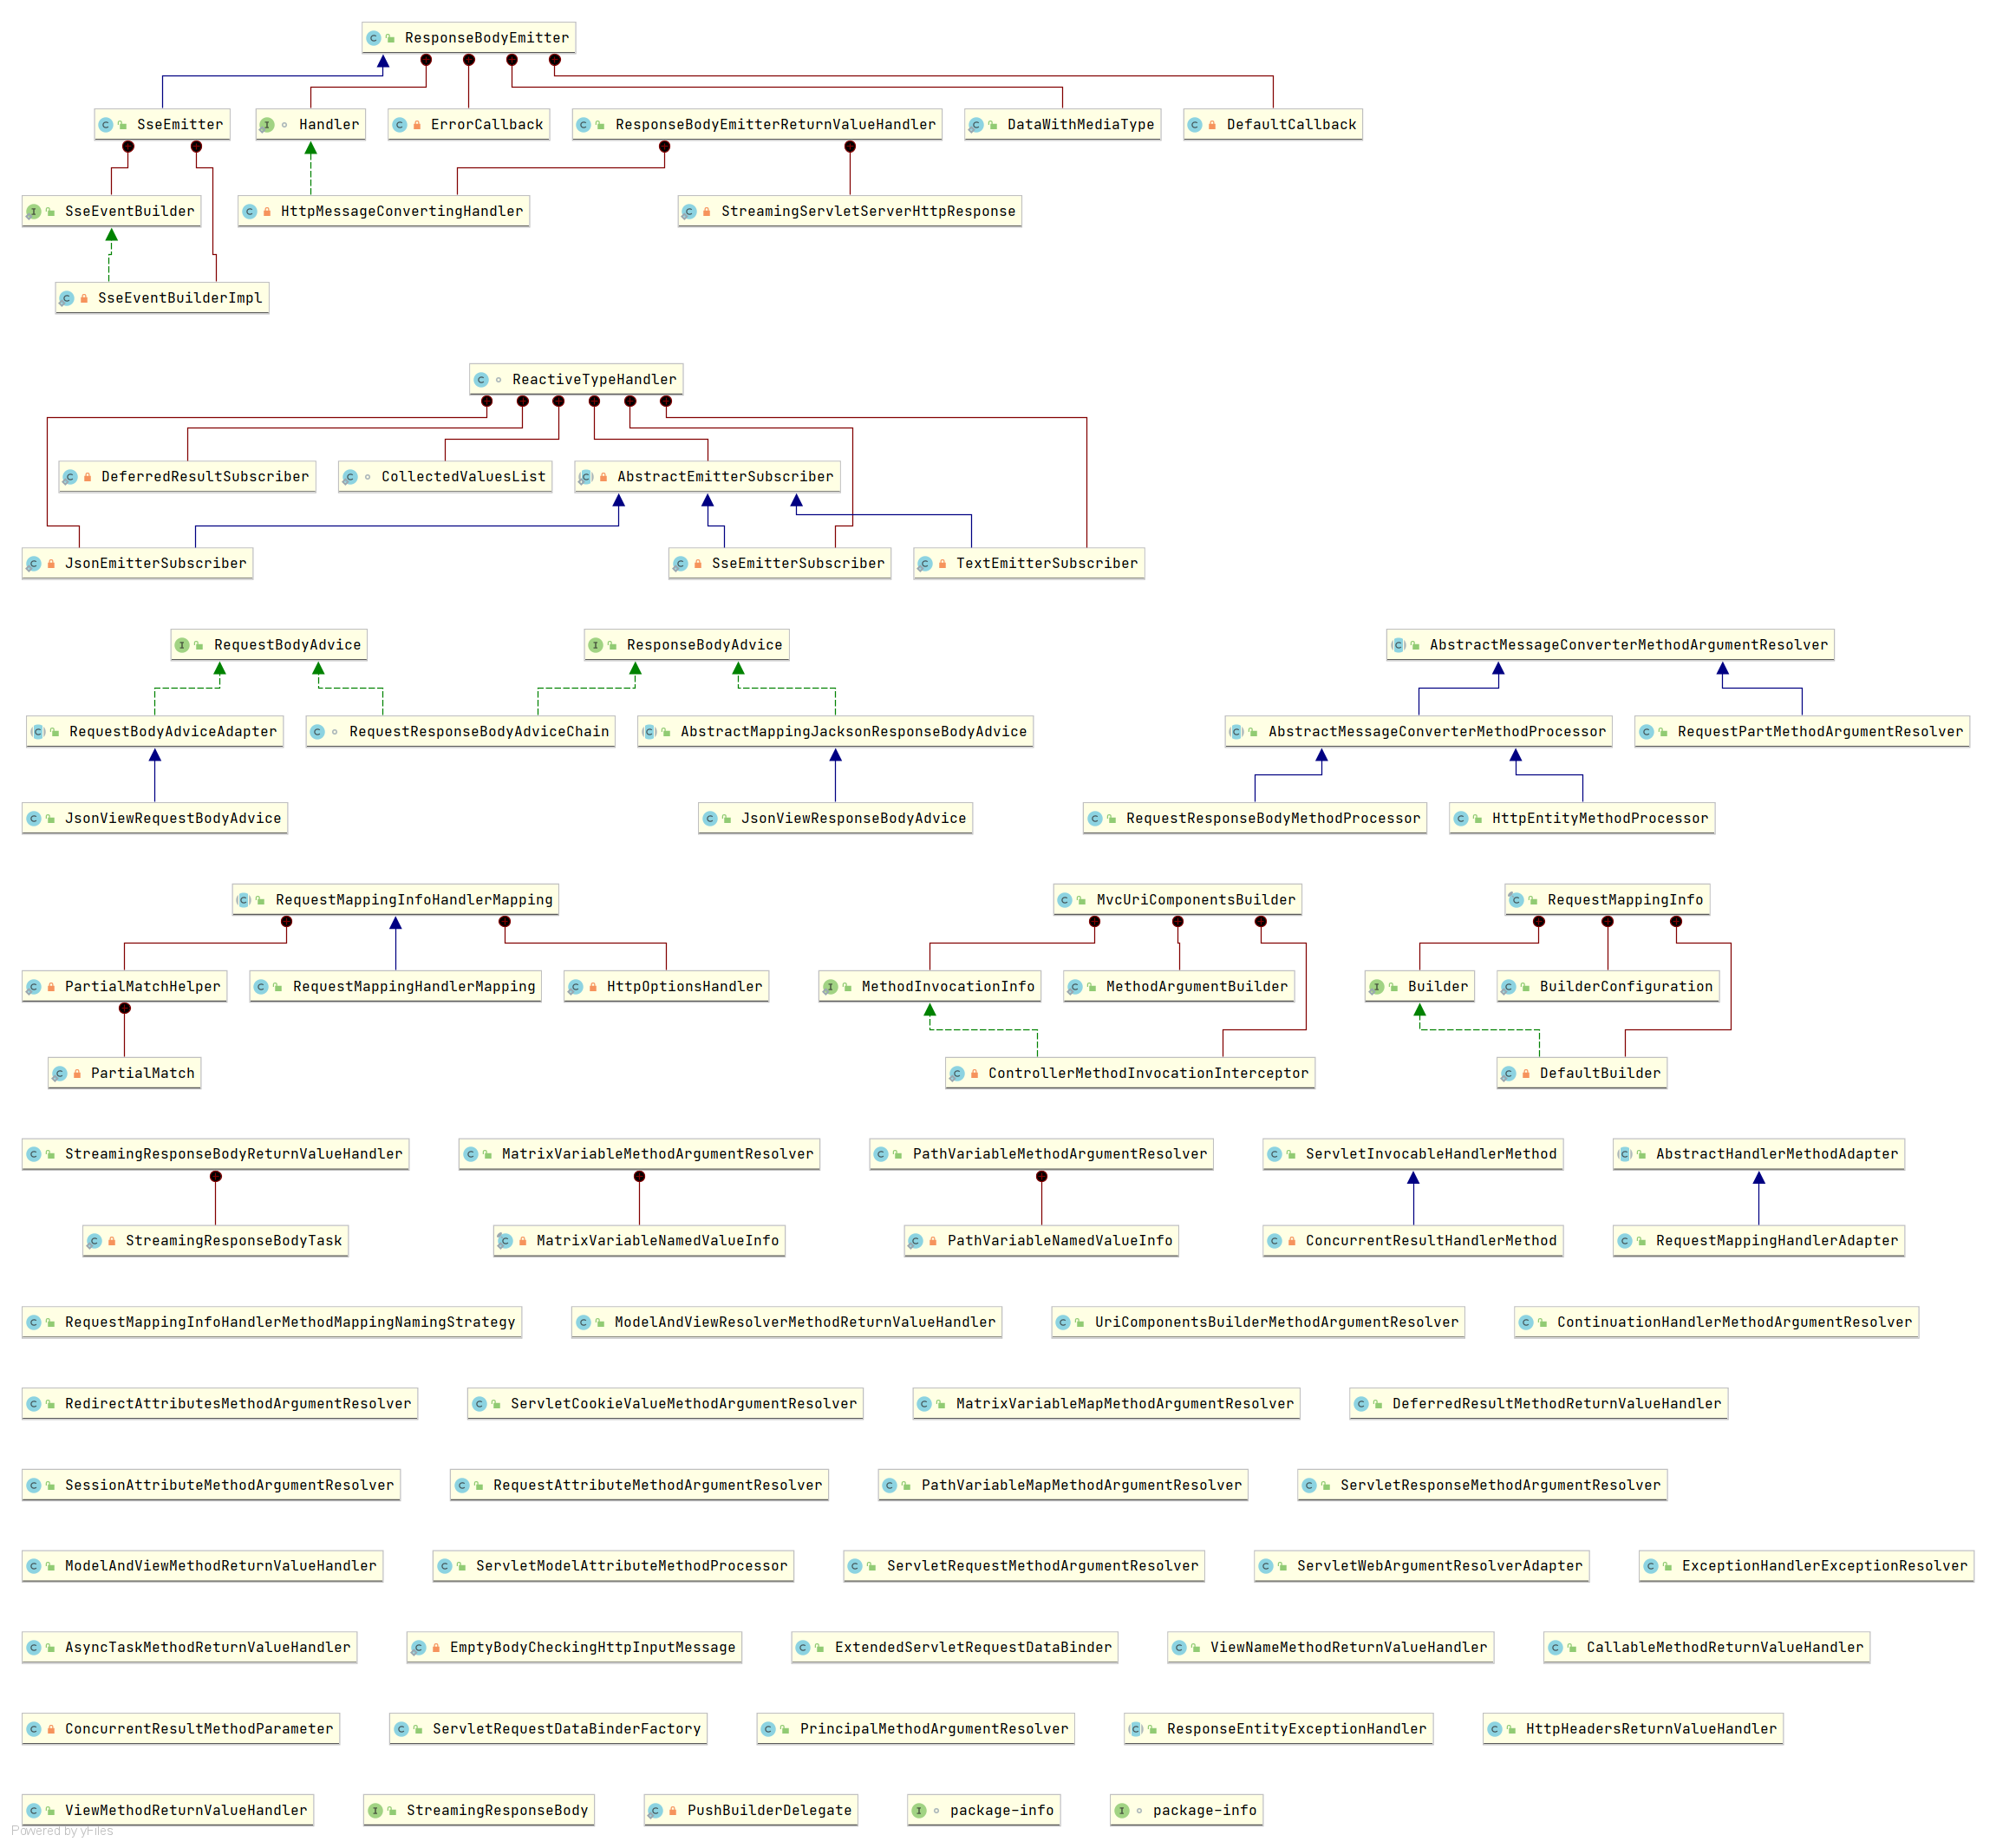 ResponseBodyEmitter
SseEmitter Handler ErrorCallback ResponseBodyEmitterReturnValueHandler DataWithMediaType DefaultCallback
SseEventBuilder HttpMessageConvertingHandler StreamingServletServerHttpResponse
SseEventBuilderImpl
ReactiveTypeHandler
DeferredResultSubscriber CollectedValuesList AbstractEmitterSubscriber
JsonEmitterSubscriber SseEmitterSubscriber TextEmitterSubscriber
RequestBodyAdvice ResponseBodyAdvice AbstractMessageConverterMethodArgumentResolver
RequestBodyAdviceAdapter RequestResponseBodyAdviceChain AbstractMappingJacksonResponseBodyAdvice AbstractMessageConverterMethodProcessor RequestPartMethodArgumentResolver
JsonViewRequestBodyAdvice JsonViewResponseBodyAdvice RequestResponseBodyMethodProcessor HttpEntityMethodProcessor
RequestMappingInfoHandlerMapping MvcUriComponentsBuilder RequestMappingInfo
PartialMatchHelper RequestMappingHandlerMapping HttpOptionsHandler MethodInvocationInfo MethodArgumentBuilder Builder BuilderConfiguration
PartialMatch ControllerMethodInvocationInterceptor DefaultBuilder
StreamingResponseBodyReturnValueHandler MatrixVariableMethodArgumentResolver PathVariableMethodArgumentResolver ServletInvocableHandlerMethod AbstractHandlerMethodAdapter
StreamingResponseBodyTask MatrixVariableNamedValueInfo PathVariableNamedValueInfo ConcurrentResultHandlerMethod RequestMappingHandlerAdapter
RequestMappingInfoHandlerMethodMappingNamingStrategy ModelAndViewResolverMethodReturnValueHandler UriComponentsBuilderMethodArgumentResolver ContinuationHandlerMethodArgumentResolver
RedirectAttributesMethodArgumentResolver ServletCookieValueMethodArgumentResolver MatrixVariableMapMethodArgumentResolver DeferredResultMethodReturnValueHandler
SessionAttributeMethodArgumentResolver RequestAttributeMethodArgumentResolver PathVariableMapMethodArgumentResolver ServletResponseMethodArgumentResolver
ModelAndViewMethodReturnValueHandler ServletModelAttributeMethodProcessor ServletRequestMethodArgumentResolver ServletWebArgumentResolverAdapter ExceptionHandlerExceptionResolver
AsyncTaskMethodReturnValueHandler EmptyBodyCheckingHttpInputMessage ExtendedServletRequestDataBinder ViewNameMethodReturnValueHandler CallableMethodReturnValueHandler
ConcurrentResultMethodParameter ServletRequestDataBinderFactory PrincipalMethodArgumentResolver ResponseEntityExceptionHandler HttpHeadersReturnValueHandler
ViewMethodReturnValueHandler StreamingResponseBody PushBuilderDelegate package-info package-info
Powered by yFiles